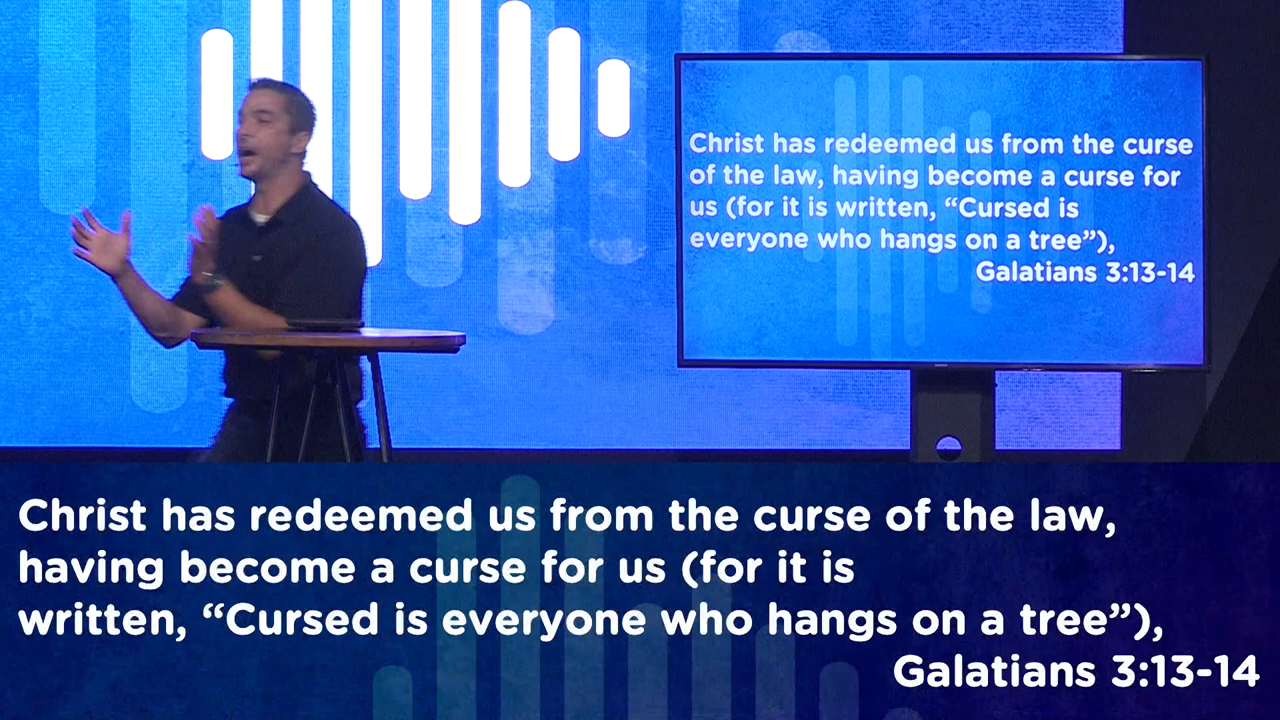 Christ has redeemed us from the curse
of the law, having become a curse for
us (for it is written, “Cursed is
everyone who hangs on a tree”),
Galatians 3:13-14
Christ has redeemed us from the curse of the law,
having become a curse for us (for it is
written, “Cursed is everyone who hangs on a tree”),
Galatians 3:13-14